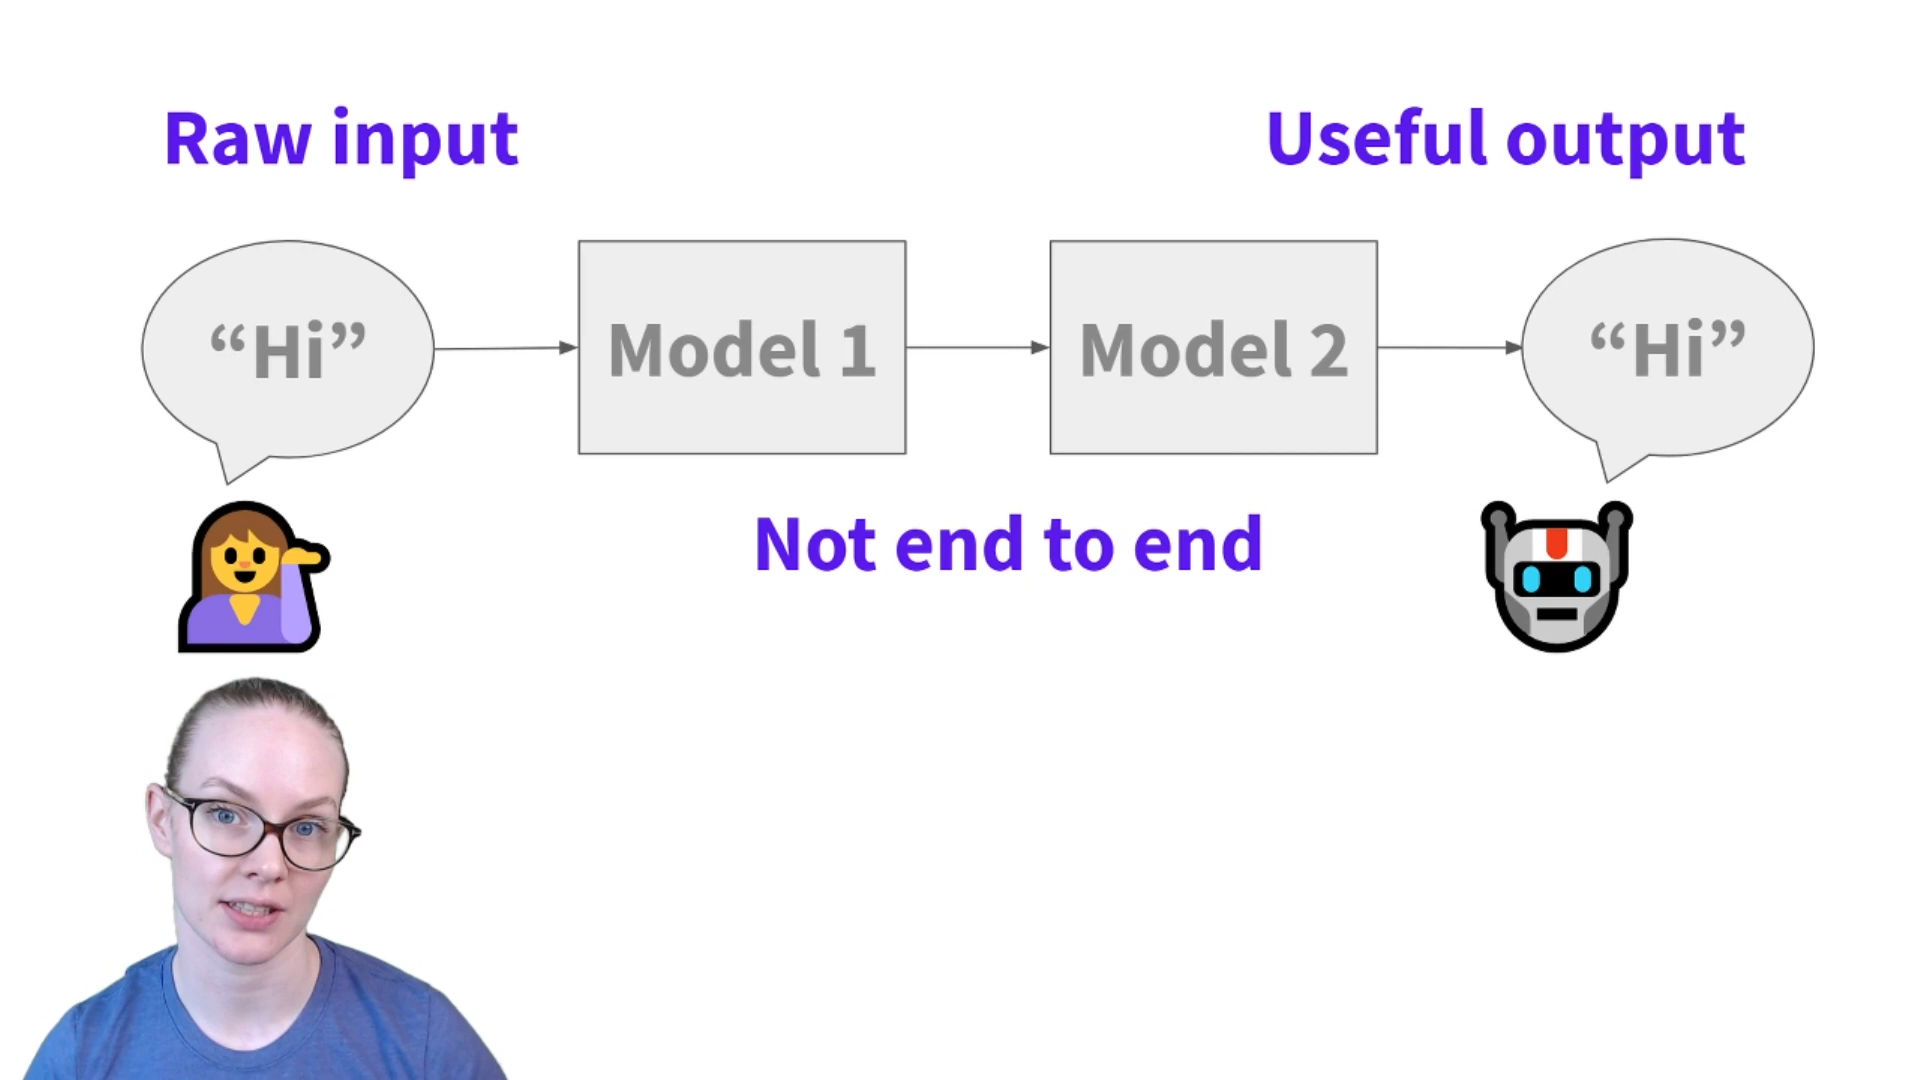 Raw input
Useful output
“Hi”
Model 1
Model 2
“Hi”
Not end to end